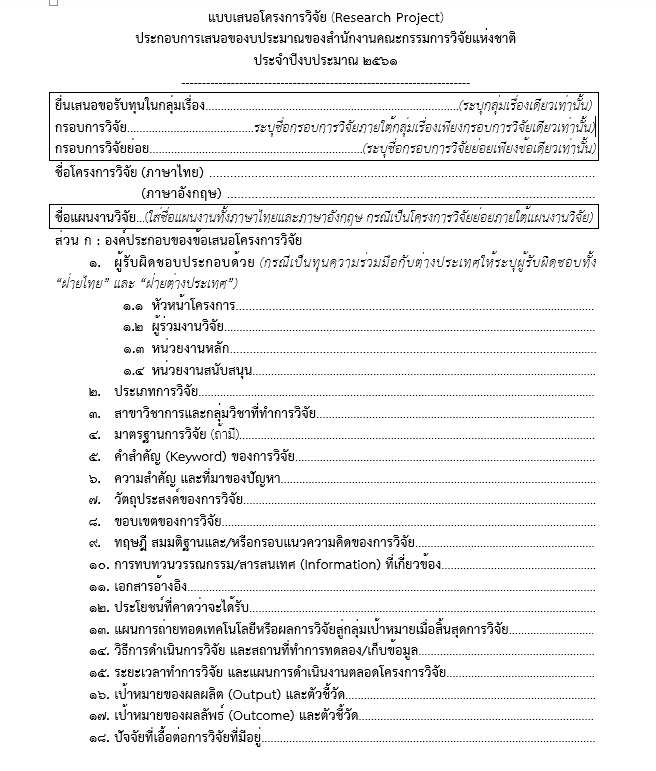 แบบเสนอโครงการวิจัย (Research Project)
ประกอบการเสนอของบประมาณของสำนักงานคณะกรรมการวิจัยแห่งชาติ
ประจำปีงบประมาณ ๒๕๖๑
----------------------------------------------------------------------
ยื่นเสนอขอรับทุนในกลุ่มเรื่อง..............................................................(ระบุกลุ่มเรื่องเดียวเท่านั้น)
กรอบการวิจัย...............................ระบุชื่อกรอบการวิจัยภายใต้กลุ่มเรื่องเพียงกรอบการวิจัยเดียวเท่านั้น)
กรอบการวิจัยย่อย....................................................(ระบุชื่อกรอบการวิจัยย่อยเพียงข้อเดียวเท่านั้น)
ชื่อโครงการวิจัย (ภาษาไทย) ................................................................................
(ภาษาอังกฤษ) ................................................................................
ชื่อแผนงานวิจัย...(ใส่ชื่อแผนงานทั้งภาษาไทยและภาษาอังกฤษ กรณีเป็นโครงการวิจัยย่อยภายใต้แผนงานวิจัย)
ส่วน ก : องค์ประกอบของข้อเสนอโครงการวิจัย
๑. ผู้รับผิดชอบประกอบด้วย (กรณีเป็นทุนความร่วมมือกับต่างประเทศให้ระบุผู้รับผิดชอบทั้ง
“ฝ่ายไทย” และ “ฝ่ายต่างประเทศ”)
๑.๑ หัวหน้าโครงการ................................................................................
๑.๒ ผู้ร่วมงานวิจัย................................................................................
๑.๓ หน่วยงานหลัก................................................................................
๑.๔ หน่วยงานสนับสนุน................................................................................
๒. ประเภทการวิจัย................................................................................
๓. สาขาวิชาการและกลุ่มวิชาที่ทำการวิจัย......................................................................
๔. มาตรฐานการวิจัย (ถ้ามี)................................................................................
๕. คำสำคัญ (Keyword) ของการวิจัย..........................................................................
๖. ความสำคัญ และที่มาของปัญหา..............................................................................
๗. วัตถุประสงค์ของการวิจัย................................................................................
๘. ขอบเขตของการวิจัย................................................................................
๙. ทฤษฎี สมมติฐานและ/หรือกรอบแนวความคิดของการวิจัย.............................................
๑๐. การทบทวนวรรณกรรม/สารสนเทศ (Information) ที่เกี่ยวข้อง......................................
๑๑. เอกสารอ้างอิง................................................................................
๑๒. ประโยชน์ที่คาดว่าจะได้รับ................................................................................
๑๓. แผนการถ่ายทอดเทคโนโลยีหรือผลการวิจัยสู่กลุ่มเป้าหมายเมื่อสิ้นสุดการวิจัย.....................
๑๔. วิธีการดำเนินการวิจัย และสถานที่ทำการทดลอง/เก็บข้อมูล...........................................
๑๕. ระยะเวลาทำการวิจัย และแผนการดำเนินงานตลอดโครงการวิจัย....................................
๑๖. เป้าหมายของผลผลิต (Output) และตัวชี้วัด..............................................................
๑๗. เป้าหมายของผลลัพธ์ (Outcome) และตัวชี้วัด..........................................................
๑๘. ปัจจัยที่เอื้อต่อการวิจัยที่มีอยู่................................................................................